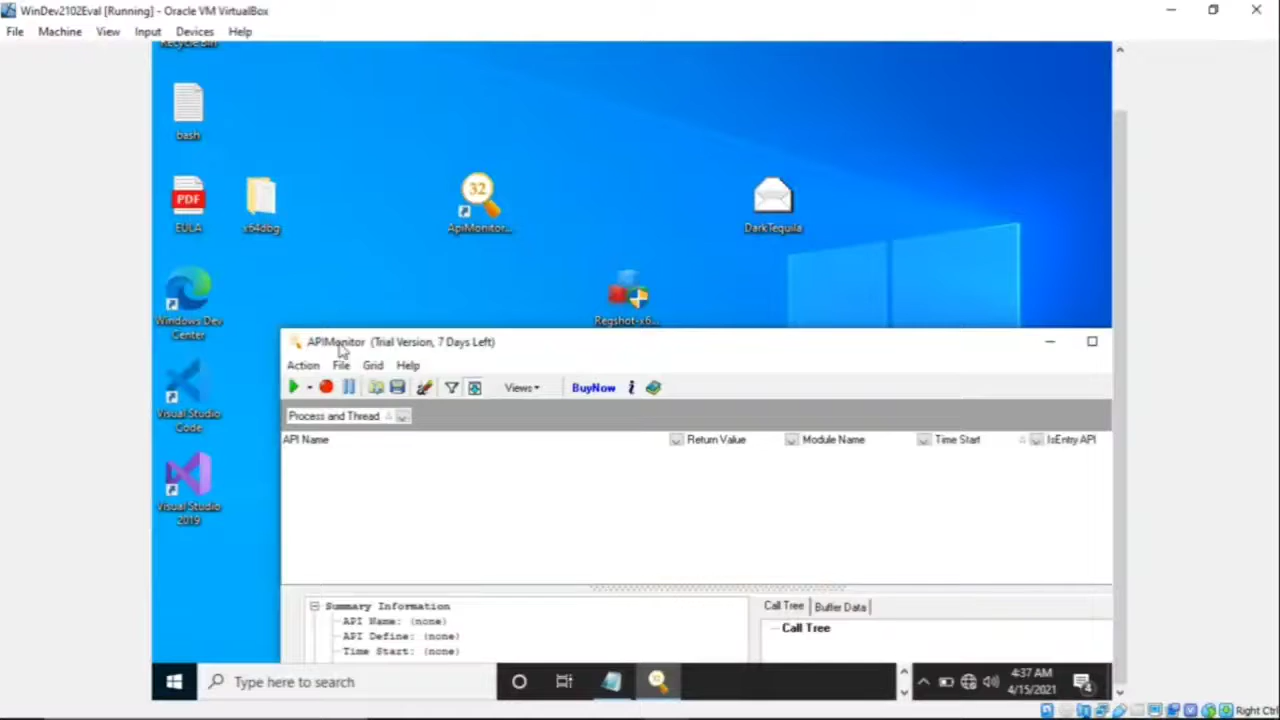 WinDev2102Eval [Running] - Oracle VM VirtualBox
File Machine View Input Devices Help
Recycle Bin
bash
PDF
EULA
x64dbg
32
ApiMonitor...
DarkTequila
Windows Dev
Center
Regshot-x6...
Visual Studio
Code
Visual Studio
2019
APIMonitor (Trial Version, 7 Days Left)
Action File Grid Help
Views BuyNow i
Process and Thread
API Name Return Value Module Name Time Start IsEntry API
Summary Information
API Name: (none)
API Define: (none)
Time Start: (none)
Call Tree Buffer Data
Call Tree
Type here to search
32
4:37 AM
4/15/2021
4
Right Ctrl